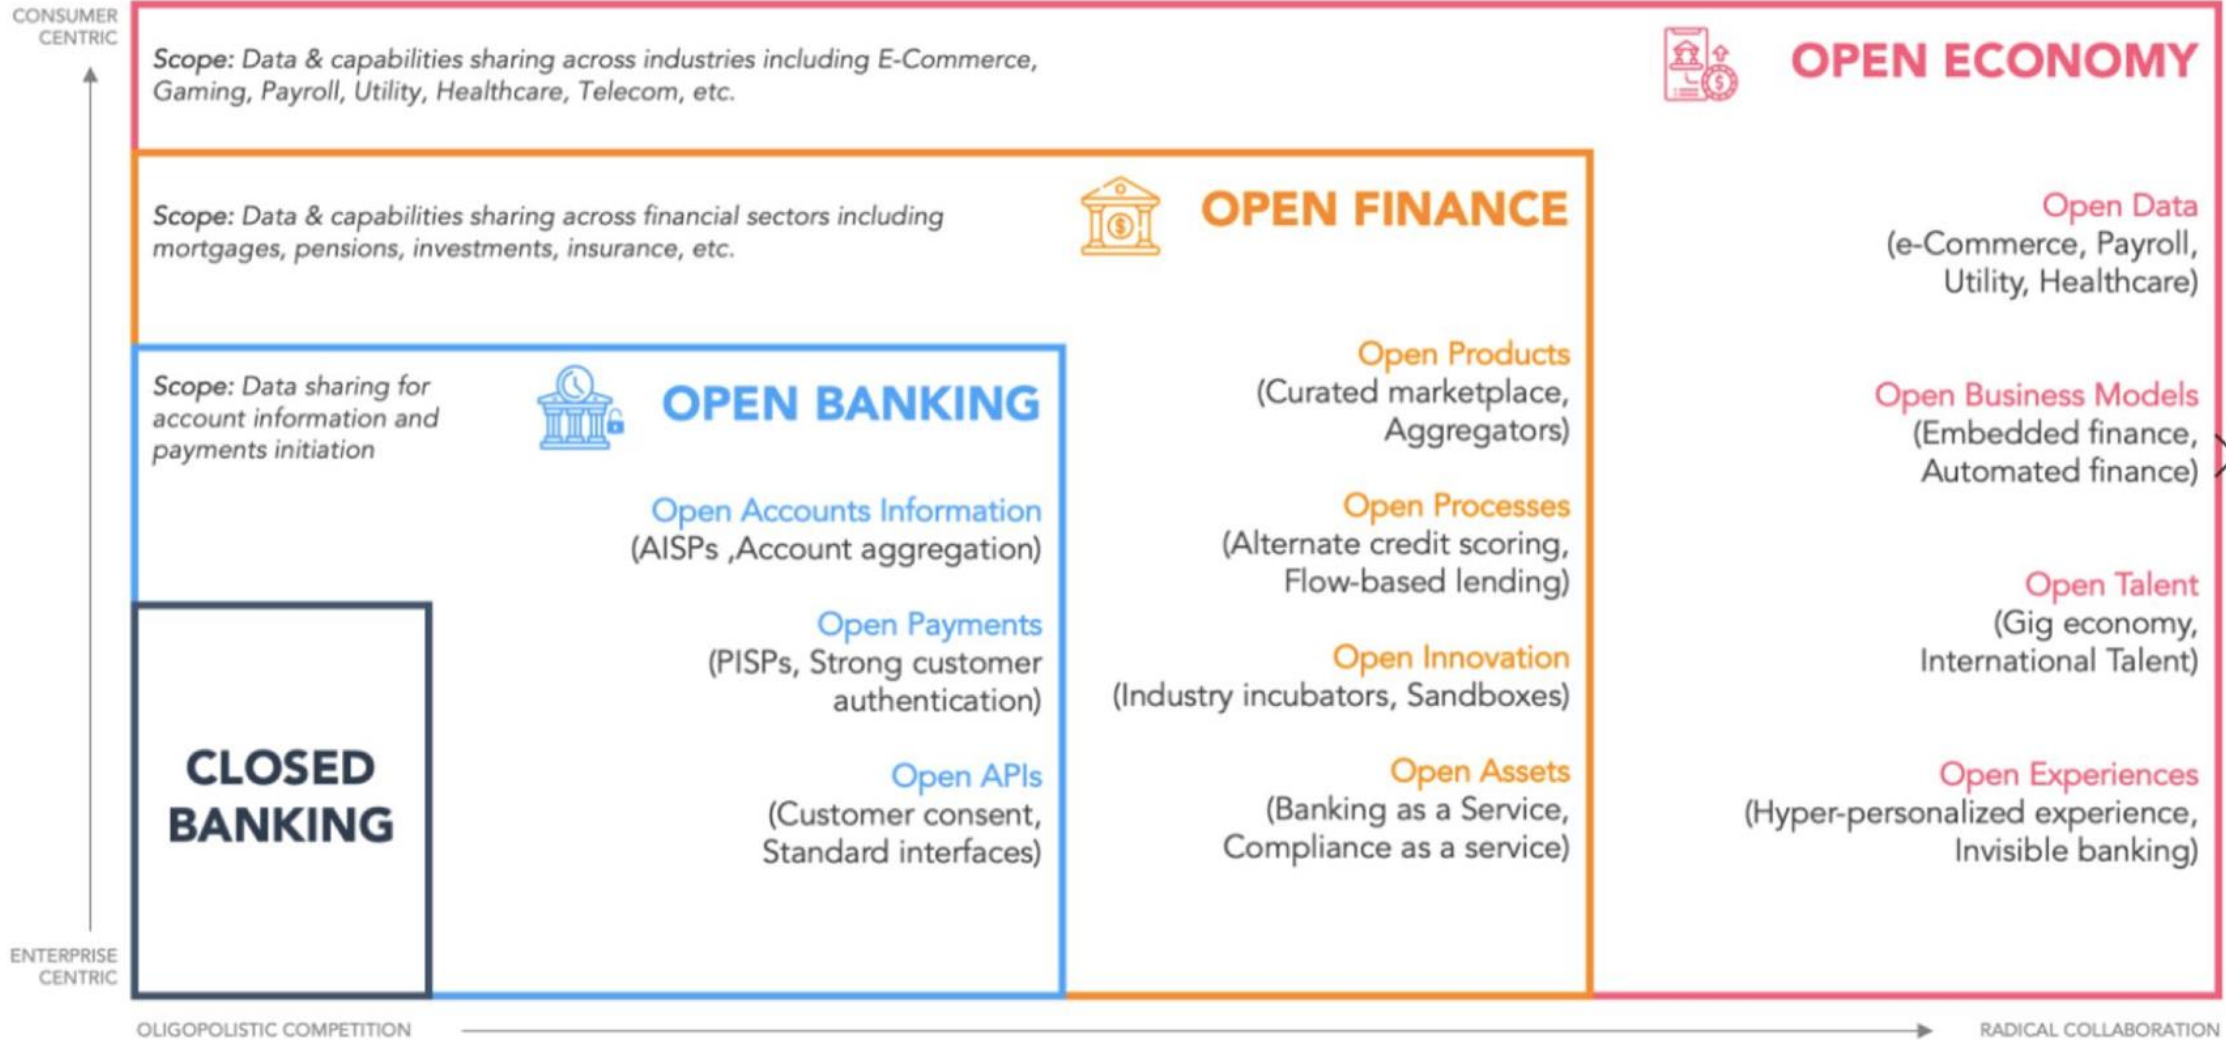 CONSUMER
CENTRIC
Scope: Data & capabilities sharing across industries including E-Commerce,
Gaming, Payroll, Utility, Healthcare, Telecom, etc.
OPEN ECONOMY
Scope: Data & capabilities sharing across financial sectors including
mortgages, pensions, investments, insurance, etc.
OPEN FINANCE
Scope: Data sharing for
account information and
payments initiation
OPEN BANKING
Open Accounts Information
(AISPs ,Account aggregation)
Open Payments
(PISPs, Strong customer
authentication)
Open APIs
(Customer consent,
Standard interfaces)
CLOSED
BANKING
Open Products
(Curated marketplace,
Aggregators)
Open Processes
(Alternate credit scoring,
Flow-based lending)
Open Innovation
(Industry incubators, Sandboxes)
Open Assets
(Banking as a Service,
Compliance as a service)
Open Data
(e-Commerce, Payroll,
Utility, Healthcare)
Open Business Models
(Embedded finance,
Automated finance)
Open Talent
(Gig economy,
International Talent)
Open Experiences
(Hyper-personalized experience,
Invisible banking)
ENTERPRISE
CENTRIC
OLIGOPOLISTIC COMPETITION
RADICAL COLLABORATION